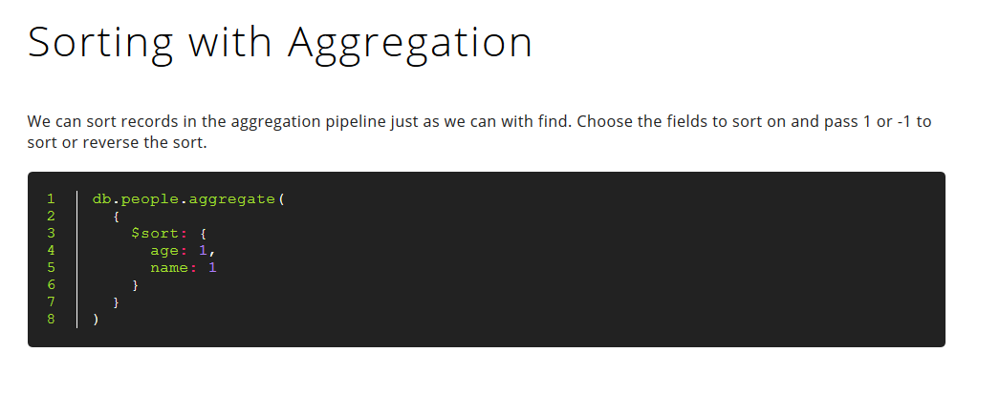 Sorting with Aggregation
We can sort records in the aggregation pipeline just as we can with find. Choose the fields to sort on and pass 1 or -1 to
sort or reverse the sort.
1 db.people.aggregate(
2 {
3 $sort: {
4 age: 1,
5 name: 1
6 }
7 }
8 )